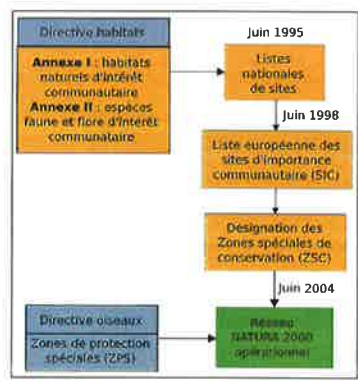 Directive habitats
Annexe I : habitats
naturels d'intérêt
communautaire
Annexe II : espèces
faune et flore d'intérêt
communataire
Juin 1995
Listes
nationales
de sites
Juin 1998
Liste européenne des
sites d'importance
communautaire (SIC)
Désignation des
Zones spéciales de
conservation (ZSC)
Juin 2004
Directive oiseaux
Zones de protection
spéciales (ZPS)
Réseau
NATURA 2000
opérationnel